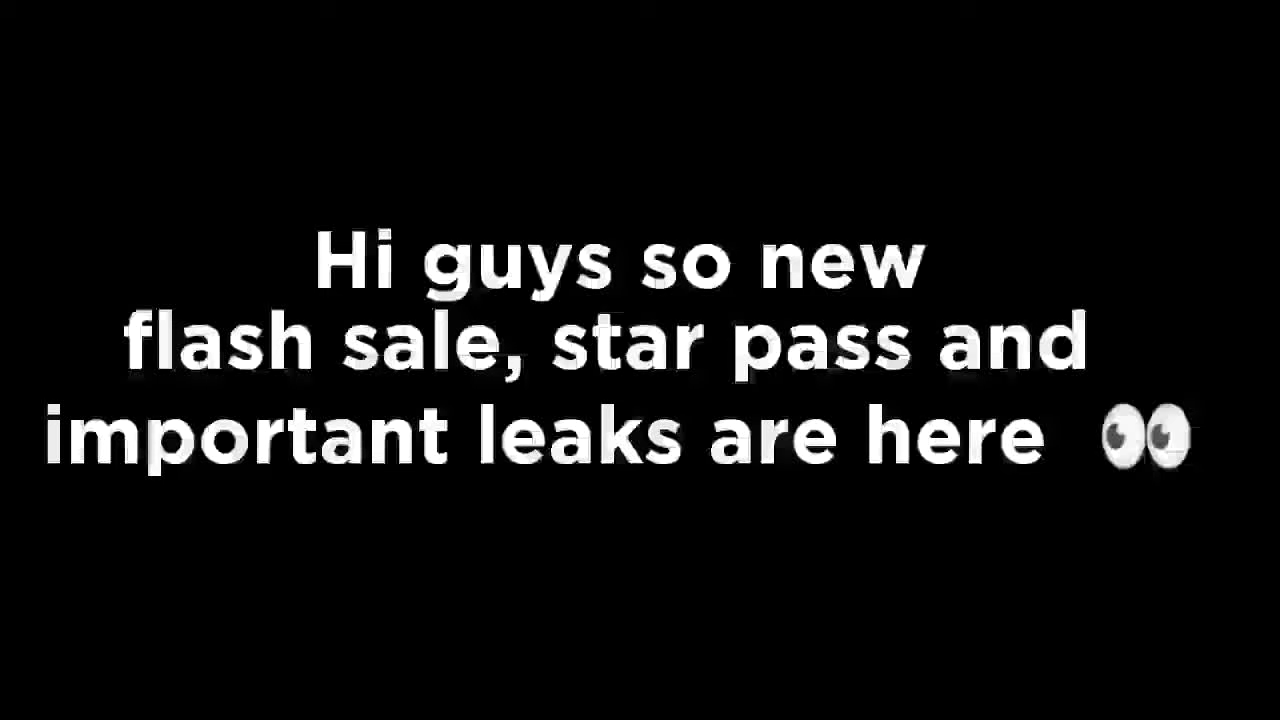 Hi guys so new
flash sale, star pass and
important leaks are here 👀